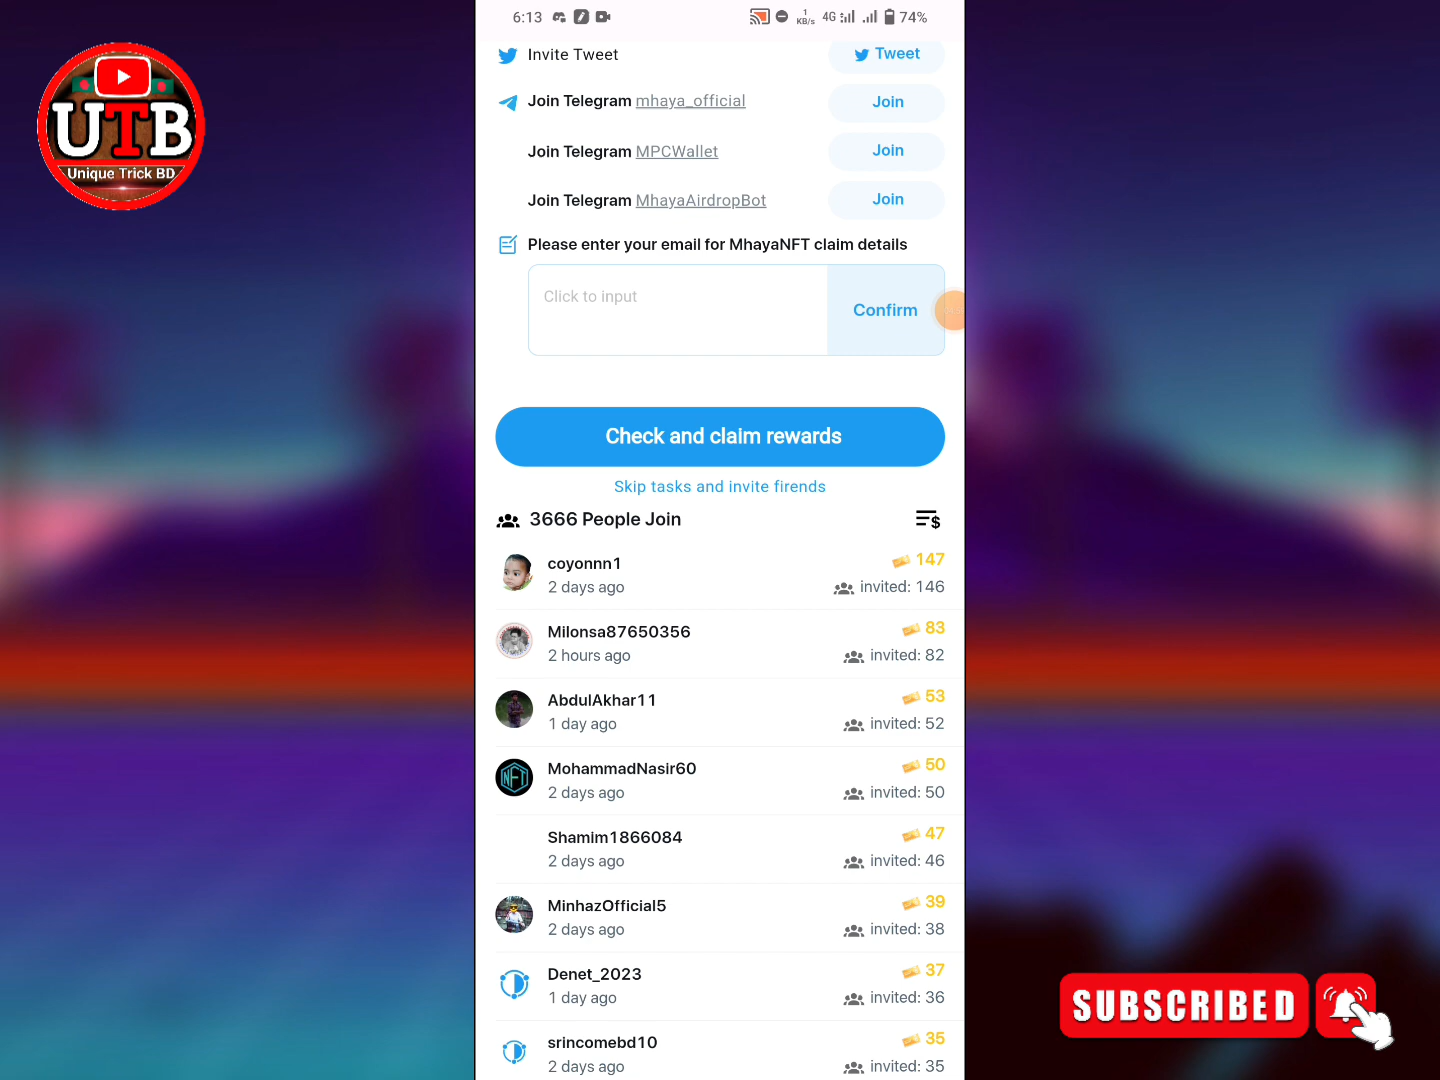 6:13
1
KB/s
4G
74%
UTB
Unique Trick BD
Invite Tweet
Tweet
Join Telegram mhaya_official
Join
Join Telegram MPCWallet
Join
Join Telegram MhayaAirdropBot
Join
Please enter your email for MhayaNFT claim details
Click to input
Confirm
Check and claim rewards
Skip tasks and invite firends
3666 People Join
$
coyonnn1
147
2 days ago
invited: 146
Milonsa87650356
83
2 hours ago
invited: 82
AbdulAkhar11
53
1 day ago
invited: 52
NFT
MohammadNasir60
50
2 days ago
invited: 50
Shamim1866084
47
2 days ago
invited: 46
MinhazOfficial5
39
2 days ago
invited: 38
Denet_2023
37
1 day ago
invited: 36
srincomebd10
35
2 days ago
invited: 35
SUBSCRIBED